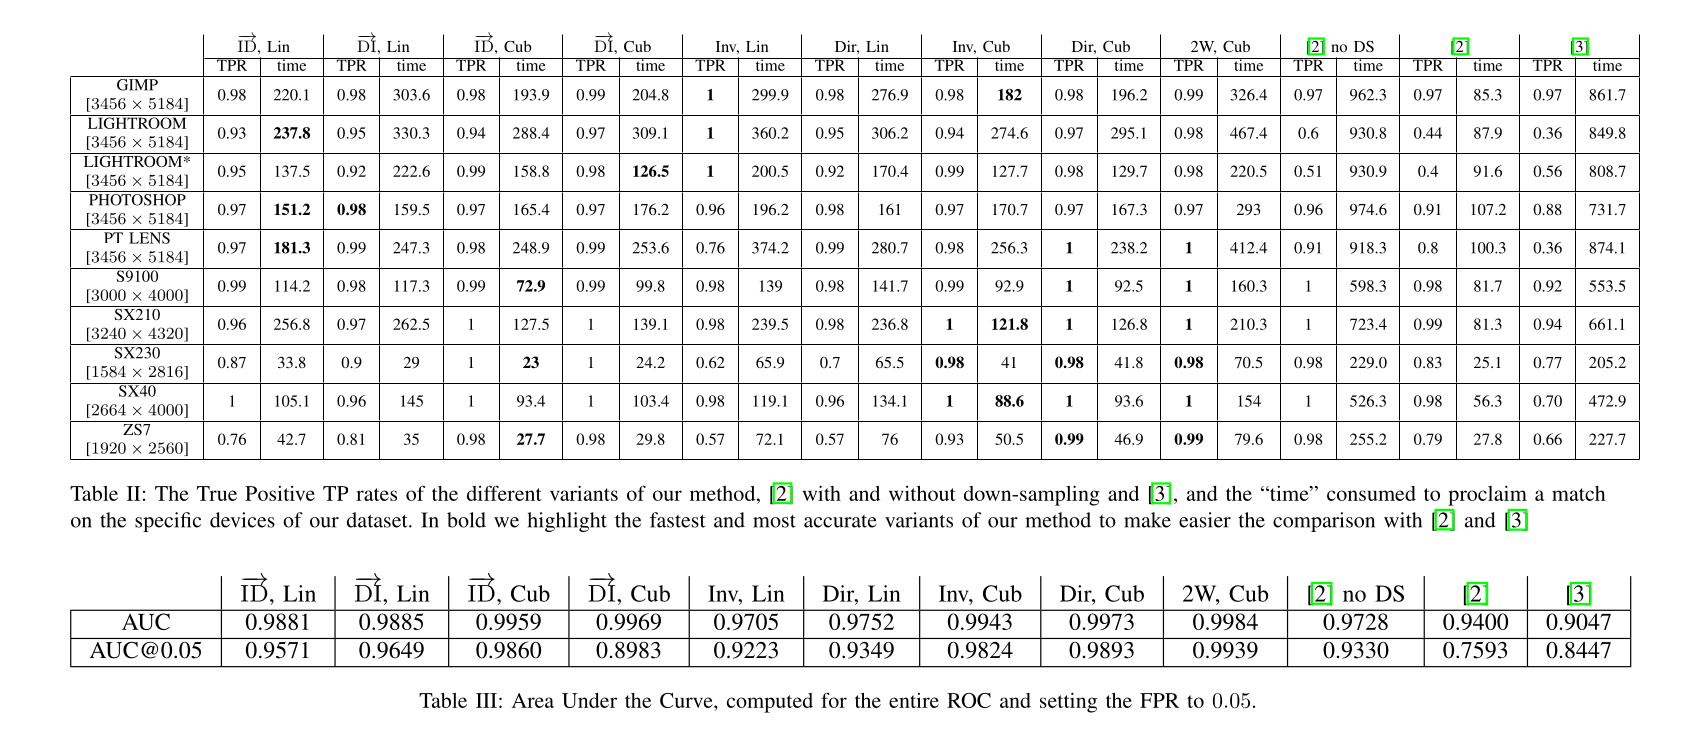 ID, Lin DI, Lin ID, Cub DI, Cub Inv, Lin Dir, Lin Inv, Cub Dir, Cub 2W, Cub [2] no DS [2] [3]
TPR time TPR time TPR time TPR time TPR time TPR time TPR time TPR time TPR time TPR time TPR time TPR time
GIMP
[3456 × 5184] 0.98 220.1 0.98 303.6 0.98 193.9 0.99 204.8 1 299.9 0.98 276.9 0.98 182 0.98 196.2 0.99 326.4 0.97 962.3 0.97 85.3 0.97 861.7
LIGHTROOM
[3456 × 5184] 0.93 237.8 0.95 330.3 0.94 288.4 0.97 309.1 1 360.2 0.95 306.2 0.94 274.6 0.97 295.1 0.98 467.4 0.6 930.8 0.44 87.9 0.36 849.8
LIGHTROOM*
[3456 × 5184] 0.95 137.5 0.92 222.6 0.99 158.8 0.98 126.5 1 200.5 0.92 170.4 0.99 127.7 0.98 129.7 0.98 220.5 0.51 930.9 0.4 91.6 0.56 808.7
PHOTOSHOP
[3456 × 5184] 0.97 151.2 0.98 159.5 0.97 165.4 0.97 176.2 0.96 196.2 0.98 161 0.97 170.7 0.97 167.3 0.97 293 0.96 974.6 0.91 107.2 0.88 731.7
PT LENS
[3456 × 5184] 0.97 181.3 0.99 247.3 0.98 248.9 0.99 253.6 0.76 374.2 0.99 280.7 0.98 256.3 1 238.2 1 412.4 0.91 918.3 0.8 100.3 0.36 874.1
S9100
[3000 × 4000] 0.99 114.2 0.98 117.3 0.99 72.9 0.99 99.8 0.98 139 0.98 141.7 0.99 92.9 1 92.5 1 160.3 1 598.3 0.98 81.7 0.92 553.5
SX210
[3240 × 4320] 0.96 256.8 0.97 262.5 1 127.5 1 139.1 0.98 239.5 0.98 236.8 1 121.8 1 126.8 1 210.3 1 723.4 0.99 81.3 0.94 661.1
SX230
[1584 × 2816] 0.87 33.8 0.9 29 1 23 1 24.2 0.62 65.9 0.7 65.5 0.98 41 0.98 41.8 0.98 70.5 0.98 229.0 0.83 25.1 0.77 205.2
SX40
[2664 × 4000] 1 105.1 0.96 145 1 93.4 1 103.4 0.98 119.1 0.96 134.1 1 88.6 1 93.6 1 154 1 526.3 0.98 56.3 0.70 472.9
ZS7
[1920 × 2560] 0.76 42.7 0.81 35 0.98 27.7 0.98 29.8 0.57 72.1 0.57 76 0.93 50.5 0.99 46.9 0.99 79.6 0.98 255.2 0.79 27.8 0.66 227.7
Table II: The True Positive TP rates of the different variants of our method, [2] with and without down-sampling and [3], and the “time” consumed to proclaim a match
on the specific devices of our dataset. In bold we highlight the fastest and most accurate variants of our method to make easier the comparison with [2] and [3]
ID, Lin DI, Lin ID, Cub DI, Cub Inv, Lin Dir, Lin Inv, Cub Dir, Cub 2W, Cub [2] no DS [2] [3]
AUC 0.9881 0.9885 0.9959 0.9969 0.9705 0.9752 0.9943 0.9973 0.9984 0.9728 0.9400 0.9047
AUC@0.05 0.9571 0.9649 0.9860 0.8983 0.9223 0.9349 0.9824 0.9893 0.9939 0.9330 0.7593 0.8447
Table III: Area Under the Curve, computed for the entire ROC and setting the FPR to 0.05.